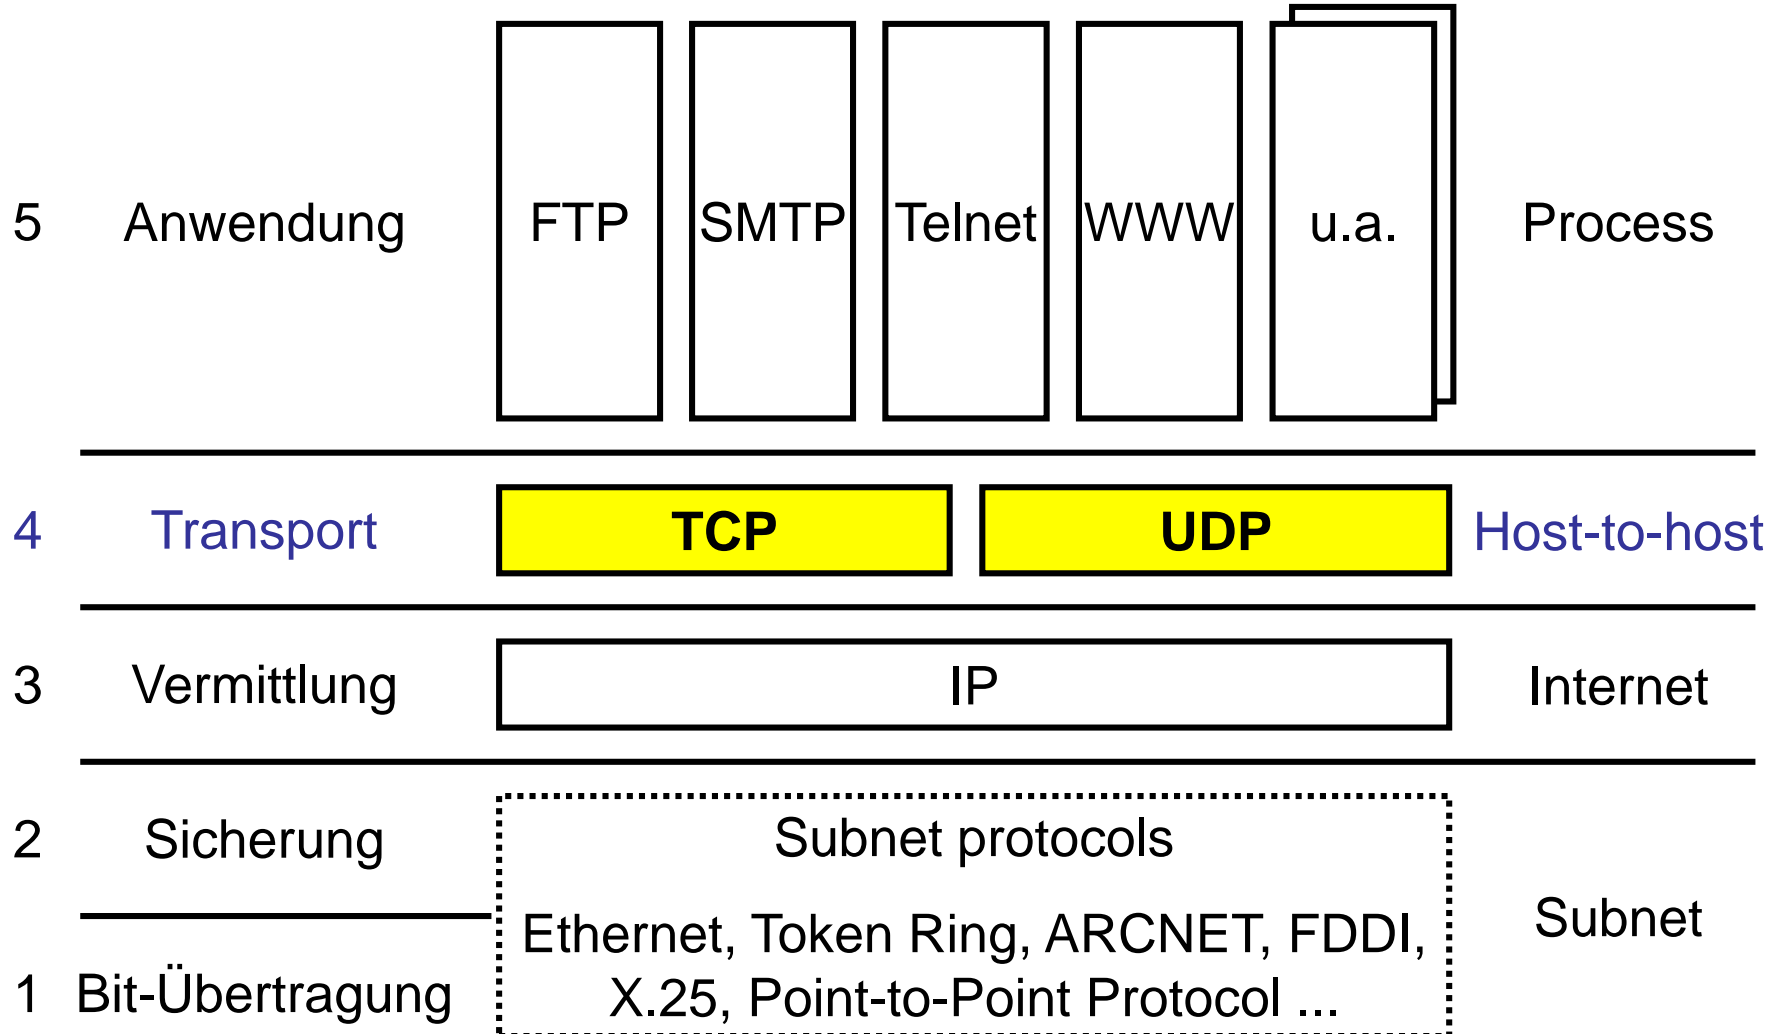 5 Anwendung FTP SMTP Telnet WWW u.a. Process
4 Transport TCP UDP Host-to-host
3 Vermittlung IP Internet
2 Sicherung Subnet protocols
Subnet
Ethernet, Token Ring, ARCNET, FDDI,
1 Bit-Übertragung X.25, Point-to-Point Protocol ...